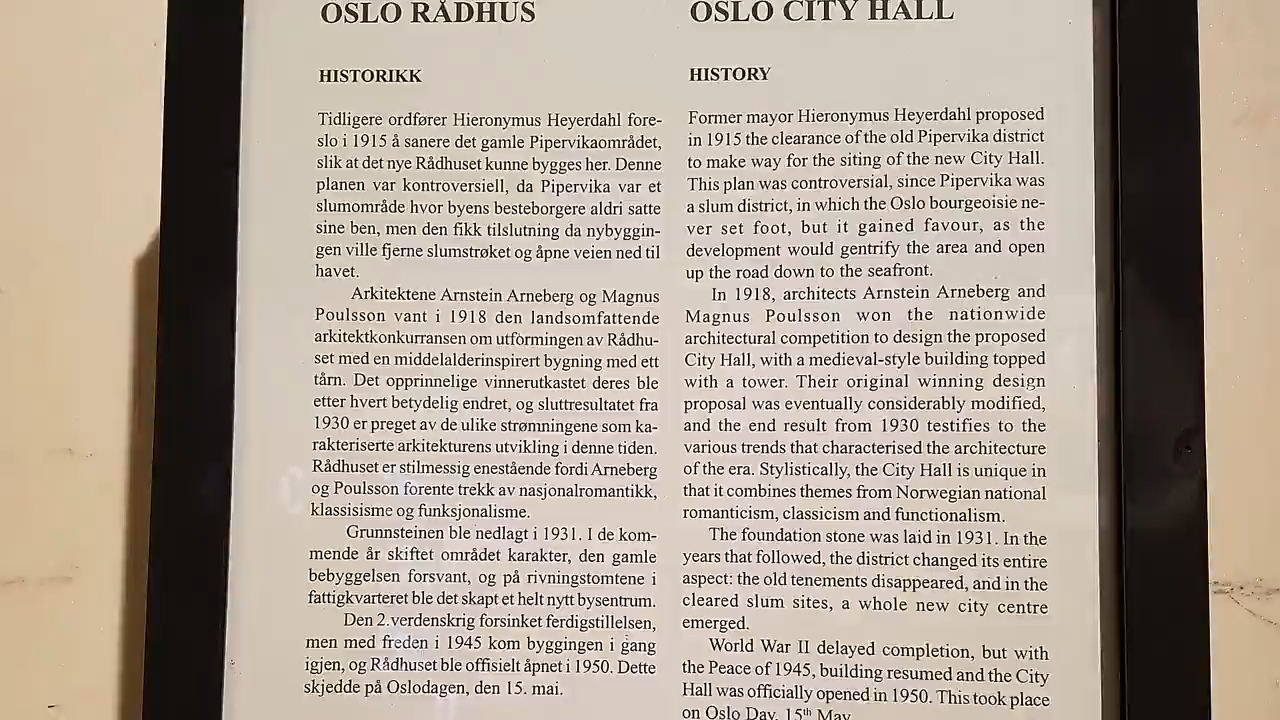 OSLO RÅDHUS
HISTORIKK
Tidligere ordfører Hieronymus Heyerdahl fore-
slo i 1915 å sanere det gamle Pipervikaområdet,
slik at det nye Rådhuset kunne bygges her. Denne
planen var kontroversiell, da Pipervika var et
slumområde hvor byens besteborgere aldri satte
sine ben, men den fikk tilslutning da nybyggin-
gen ville fjerne slumstrøket og åpne veien ned til
havet.
Arkitektene Arnstein Arneberg og Magnus
Poulsson vant i 1918 den landsomfattende
arkitektkonkurransen om utformingen av Rådhu-
set med en middelalderinspirert bygning med ett
tårn. Det opprinnelige vinnerutkastet deres ble
etter hvert betydelig endret, og sluttresultatet fra
1930 er preget av de ulike strømningene som ka-
rakteriserte arkitekturens utvikling i denne tiden.
Rådhuset er stilmessig enestående fordi Arneberg
og Poulsson forente trekk av nasjonalromantikk,
klassisisme og funksjonalisme.
Grunnsteinen ble nedlagt i 1931. I de kom-
mende år skiftet området karakter, den gamle
bebyggelsen forsvant, og på rivningstomtene i
fattigkvarteret ble det skapt et helt nytt bysentrum.
Den 2.verdenskrig forsinket ferdigstillelsen,
men med freden i 1945 kom byggingen i gang
igjen, og Rådhuset ble offisielt åpnet i 1950. Dette
skjedde på Oslodagen, den 15. mai.
OSLO CITY HALL
HISTORY
Former mayor Hieronymus Heyerdahl proposed
in 1915 the clearance of the old Pipervika district
to make way for the siting of the new City Hall.
This plan was controversial, since Pipervika was
a slum district, in which the Oslo bourgeoisie ne-
ver set foot, but it gained favour, as the
development would gentrify the area and open
up the road down to the seafront.
In 1918, architects Arnstein Arneberg and
Magnus Poulsson won the nationwide
architectural competition to design the proposed
City Hall, with a medieval-style building topped
with a tower. Their original winning design
proposal was eventually considerably modified,
and the end result from 1930 testifies to the
various trends that characterised the architecture
of the era. Stylistically, the City Hall is unique in
that it combines themes from Norwegian national
romanticism, classicism and functionalism.
The foundation stone was laid in 1931. In the
years that followed, the district changed its entire
aspect: the old tenements disappeared, and in the
cleared slum sites, a whole new city centre
emerged.
World War II delayed completion, but with
the Peace of 1945, building resumed and the City
Hall was officially opened in 1950. This took place
on Oslo Day, 15th May.